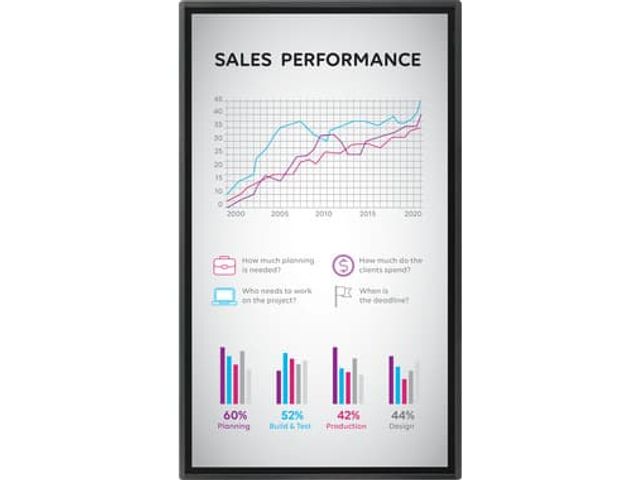 SALES PERFORMANCE
45
40
35
30
25
20
15
10
0
2000 2005 2010 2015 2020
How much planning
is needed?
How much do the
clients spend?
Who needs to work
on the project?
When is
the deadline?
60% 52% 42% 44%
Planning Build & Test Production Design